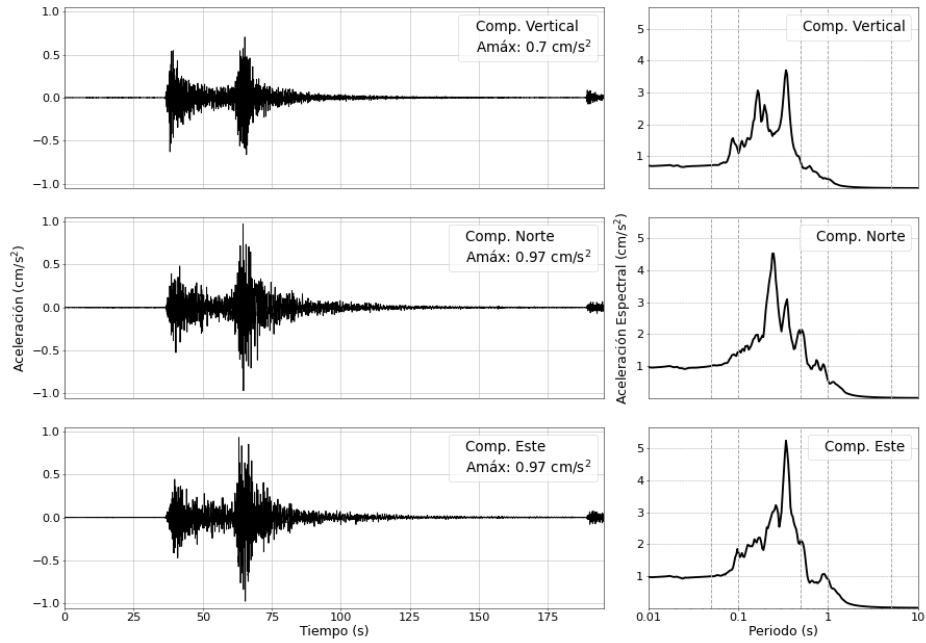 1.0
0.5
0.0
−0.5
−1.0
Comp. Vertical
Amáx: 0.7 cm/s²
5
4
3
2
1
Comp. Vertical
Aceleración (cm/s²)
1.0
0.5
0.0
−0.5
−1.0
Comp. Norte
Amáx: 0.97 cm/s²
Aceleración Espectral (cm/s²)
5
4
3
2
1
Comp. Norte
1.0
0.5
0.0
−0.5
−1.0
Comp. Este
Amáx: 0.97 cm/s²
0 25 50 75 100 125 150 175
Tiempo (s)
5
4
3
2
1
Comp. Este
0.01 0.1 1 10
Periodo (s)